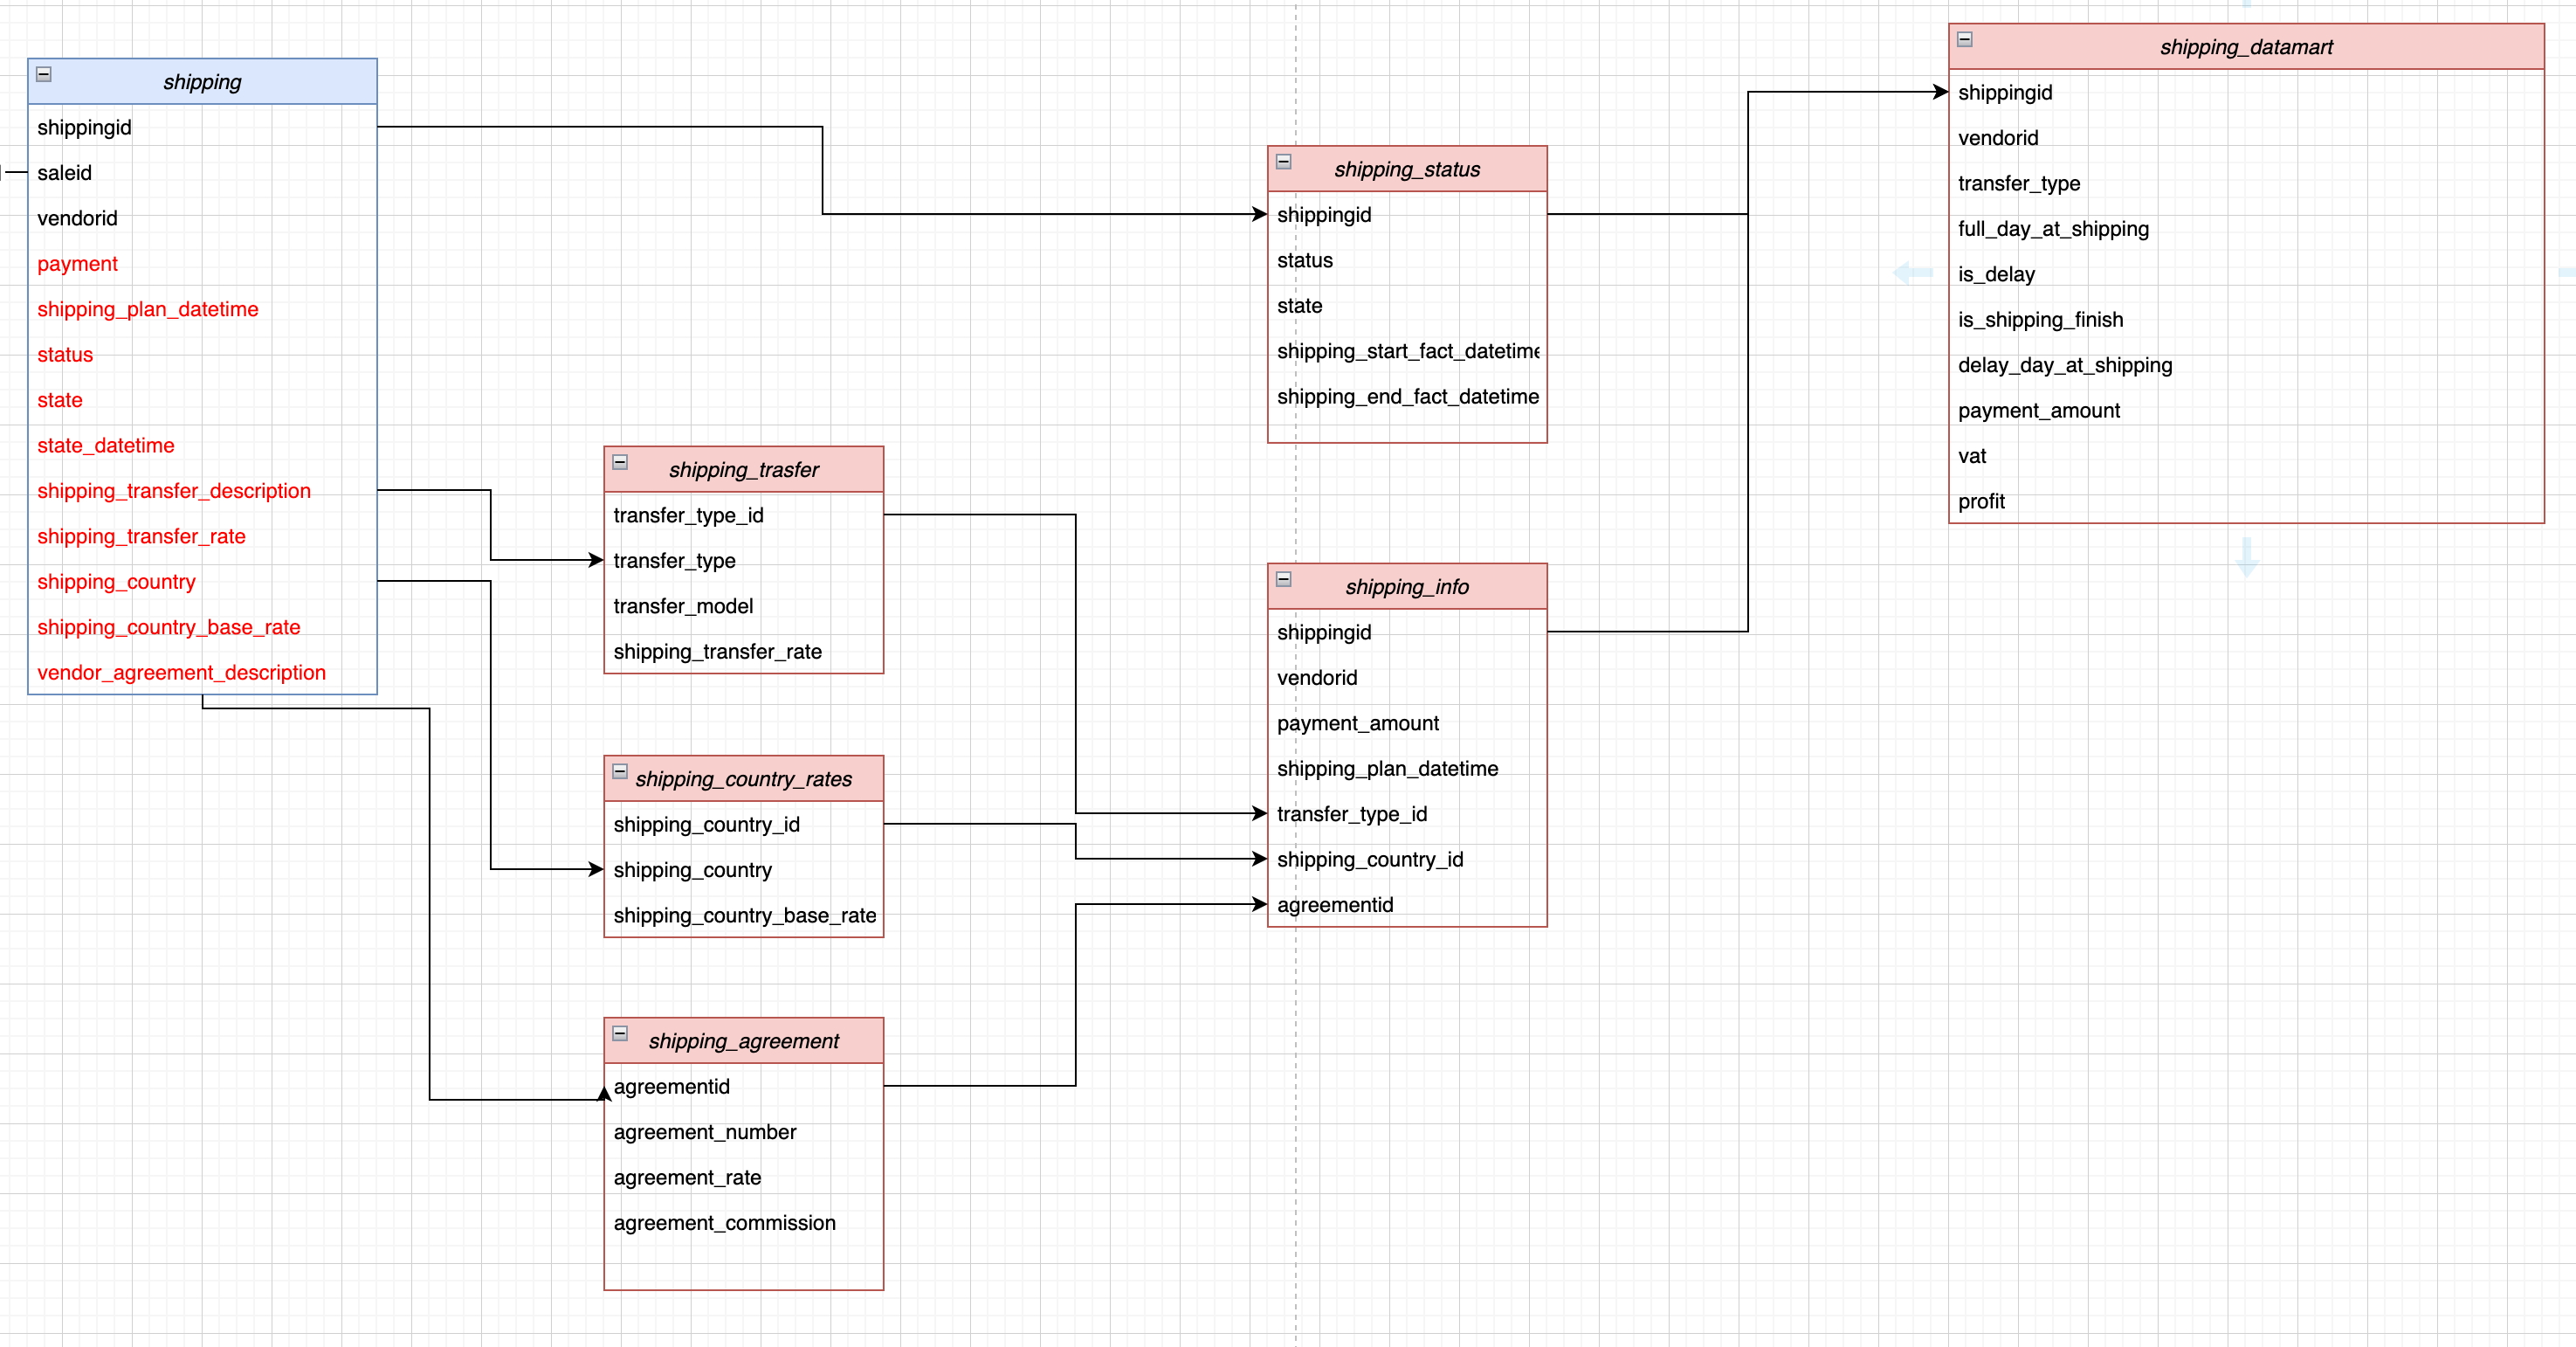 shipping
shippingid
saleid
vendorid
payment
shipping_plan_datetime
status
state
state_datetime
shipping_transfer_description
shipping_transfer_rate
shipping_country
shipping_country_base_rate
vendor_agreement_description
shipping_trasfer
transfer_type_id
transfer_type
transfer_model
shipping_transfer_rate
shipping_country_rates
shipping_country_id
shipping_country
shipping_country_base_rate
shipping_agreement
agreementid
agreement_number
agreement_rate
agreement_commission
shipping_status
shippingid
status
state
shipping_start_fact_datetime
shipping_end_fact_datetime
shipping_info
shippingid
vendorid
payment_amount
shipping_plan_datetime
transfer_type_id
shipping_country_id
agreementid
shipping_datamart
shippingid
vendorid
transfer_type
full_day_at_shipping
is_delay
is_shipping_finish
delay_day_at_shipping
payment_amount
vat
profit